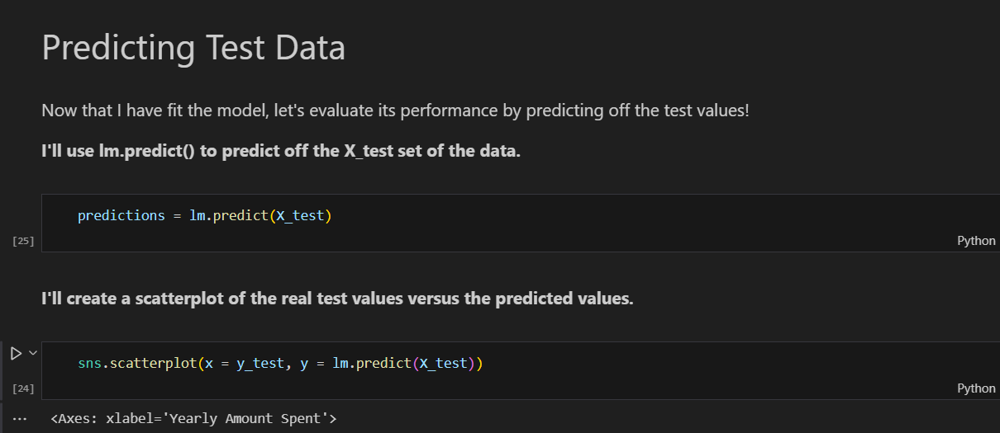 Predicting Test Data
Now that I have fit the model, let's evaluate its performance by predicting off the test values!
I'll use lm.predict() to predict off the X_test set of the data.
predictions = lm.predict(X_test)
[25]
Python
I'll create a scatterplot of the real test values versus the predicted values.
sns.scatterplot(x = y_test, y = lm.predict(X_test))
[24]
Python
... <Axes: xlabel='Yearly Amount Spent'>